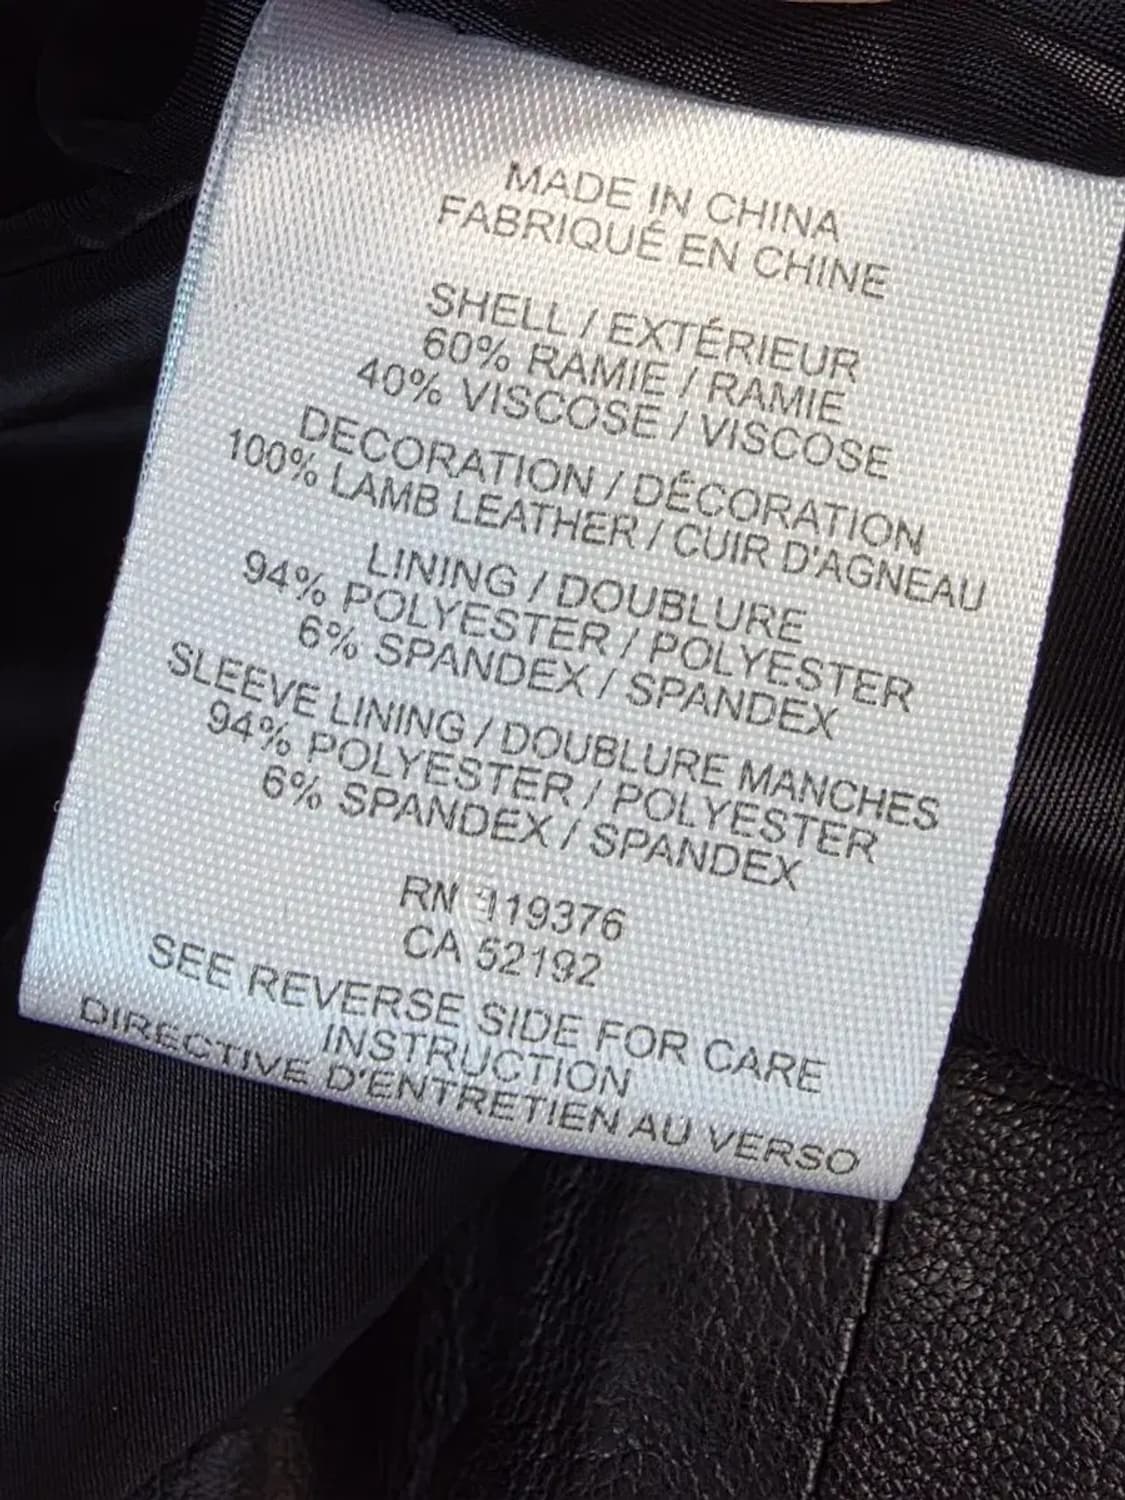 MADE IN CHINA
FABRIQUÉ EN CHINE
SHELL / EXTÉRIEUR
60% RAMIE / RAMIE
40% VISCOSE / VISCOSE
DECORATION / DÉCORATION
100% LAMB LEATHER / CUIR D'AGNEAU
LINING / DOUBLURE
94% POLYESTER / POLYESTER
6% SPANDEX / SPANDEX
SLEEVE LINING / DOUBLURE MANCHES
94% POLYESTER / POLYESTER
6% SPANDEX / SPANDEX
RN 119376
CA 52192
SEE REVERSE SIDE FOR CARE
INSTRUCTION
DIRECTIVE D'ENTRETIEN AU VERSO